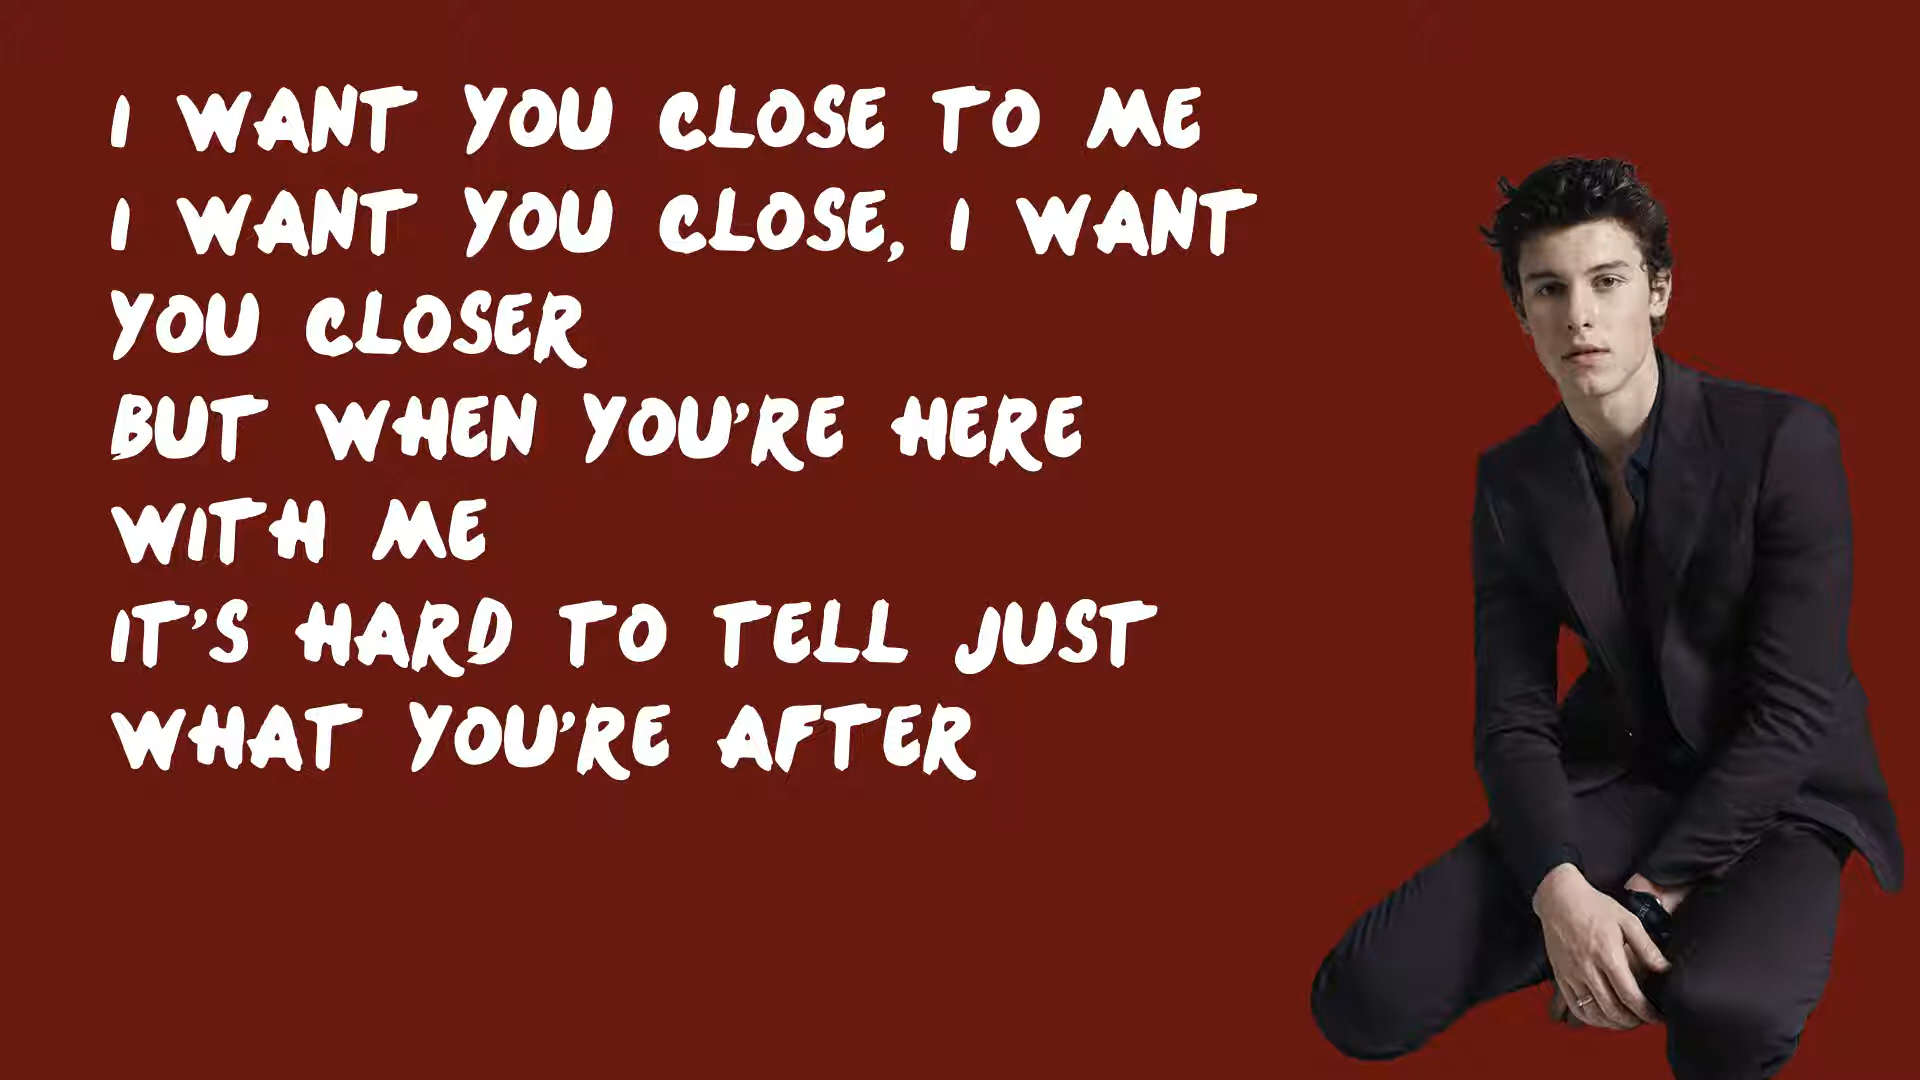 I WANT YOU CLOSE TO ME
I WANT YOU CLOSE, I WANT
YOU CLOSER
BUT WHEN YOU'RE HERE
WITH ME
IT'S HARD TO TELL JUST
WHAT YOU'RE AFTER